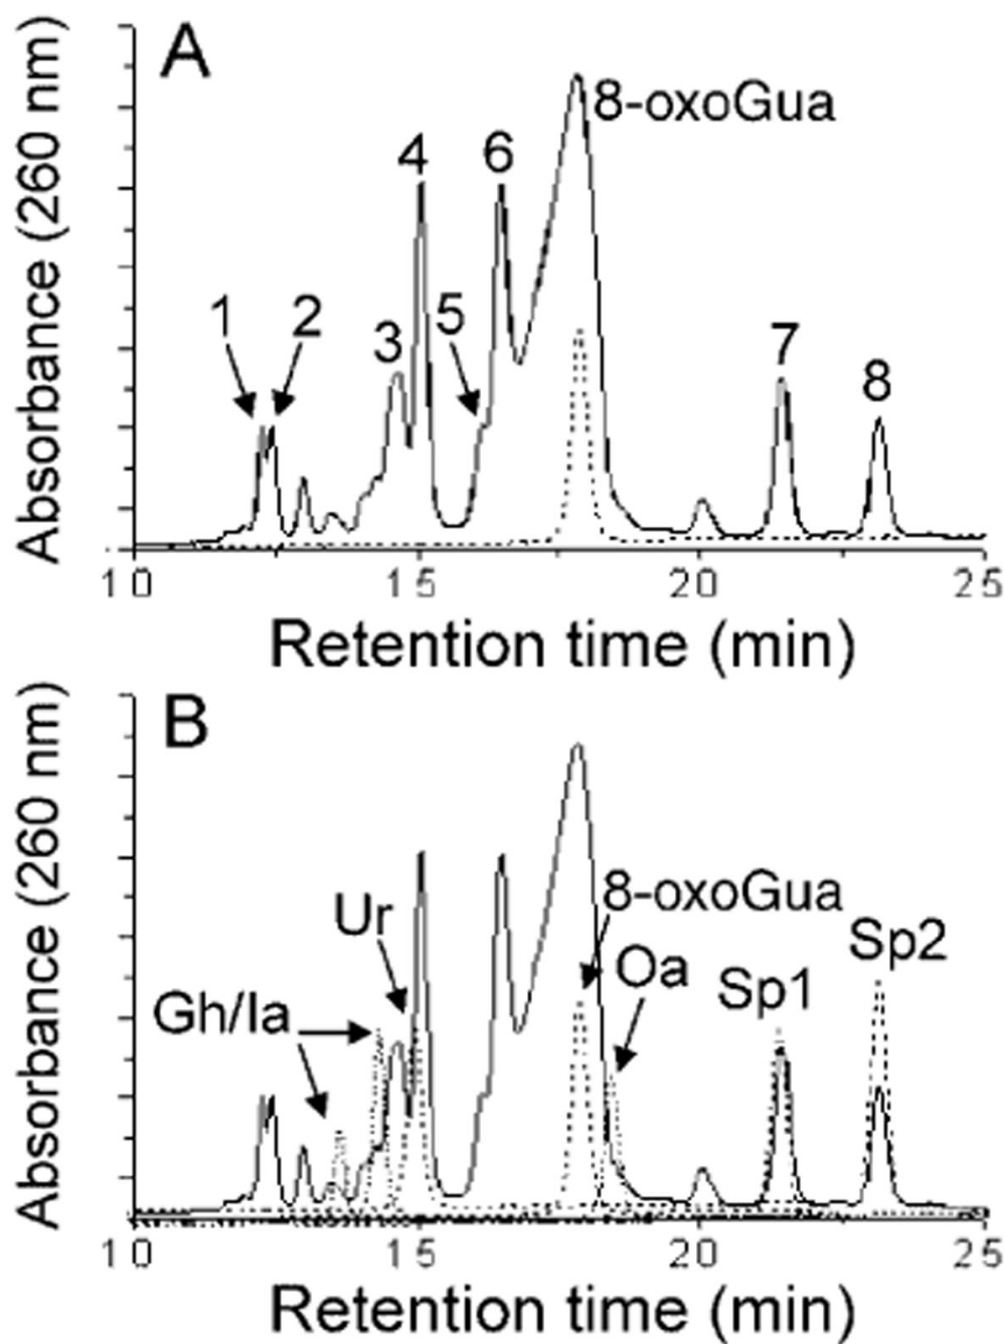 A
Absorbance (260 nm)
8-oxoGua
4
6
1
2
3
5
7
8
10
15
20
25
Retention time (min)
B
Absorbance (260 nm)
Ur
8-oxoGua
Oa
Sp1
Sp2
Gh/Ia
10
15
20
25
Retention time (min)